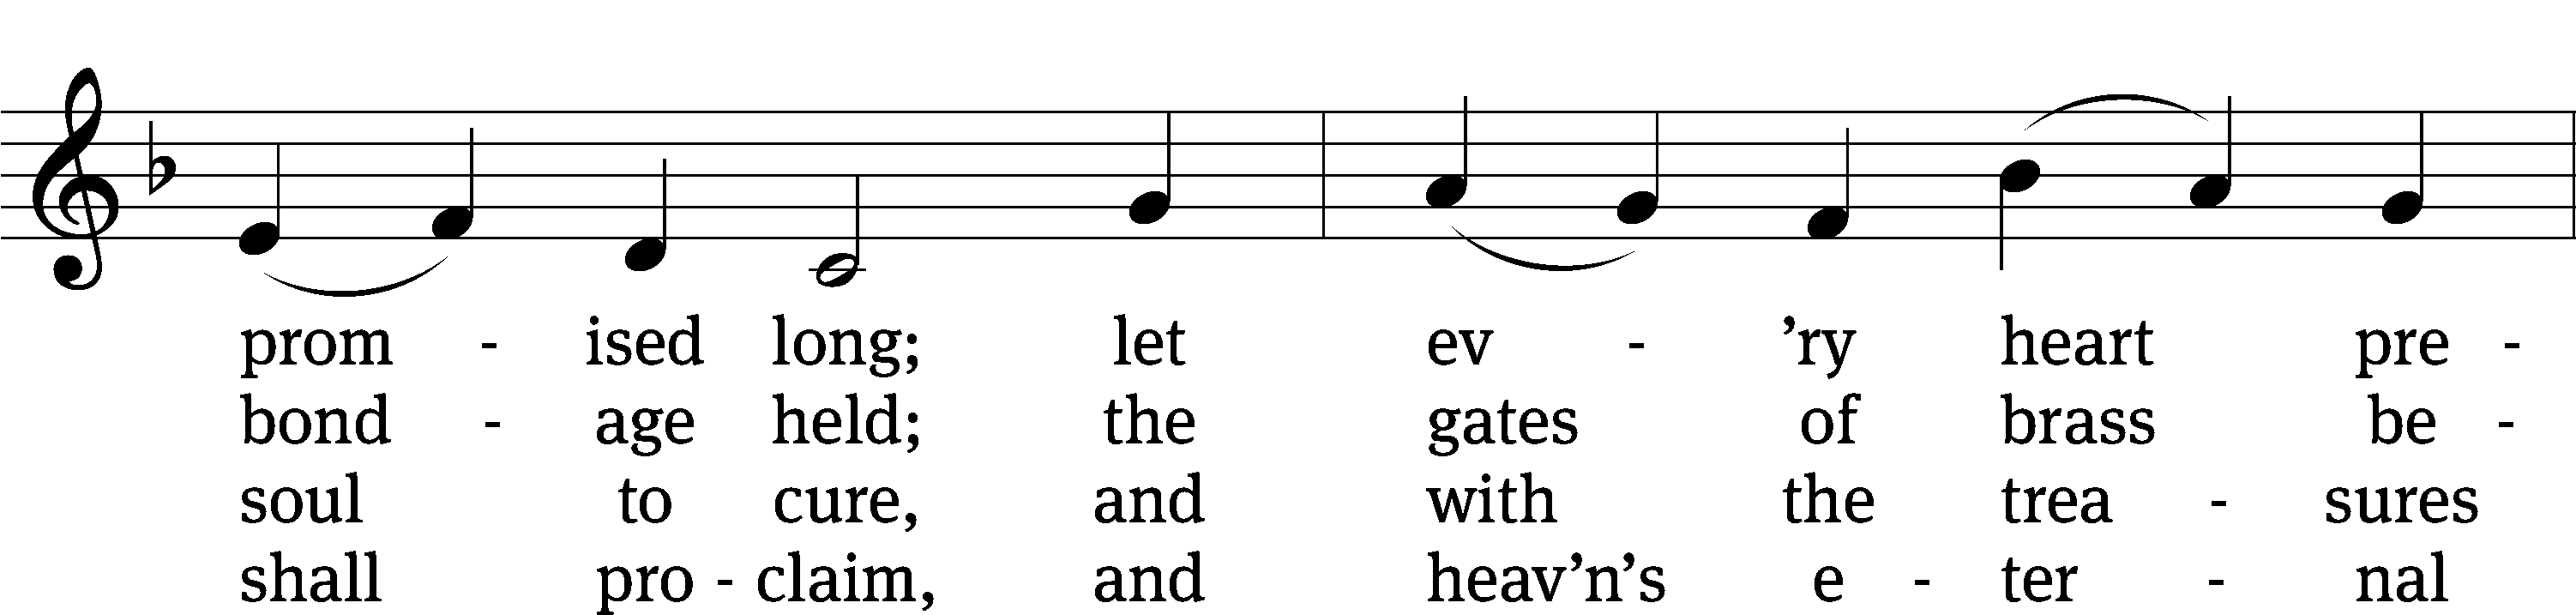 prom - ised long; let ev - ’ry heart pre -
bond - age held; the gates of brass be -
soul to cure, and with the trea - sures
shall pro - claim, and heav’n’s e - ter - nal